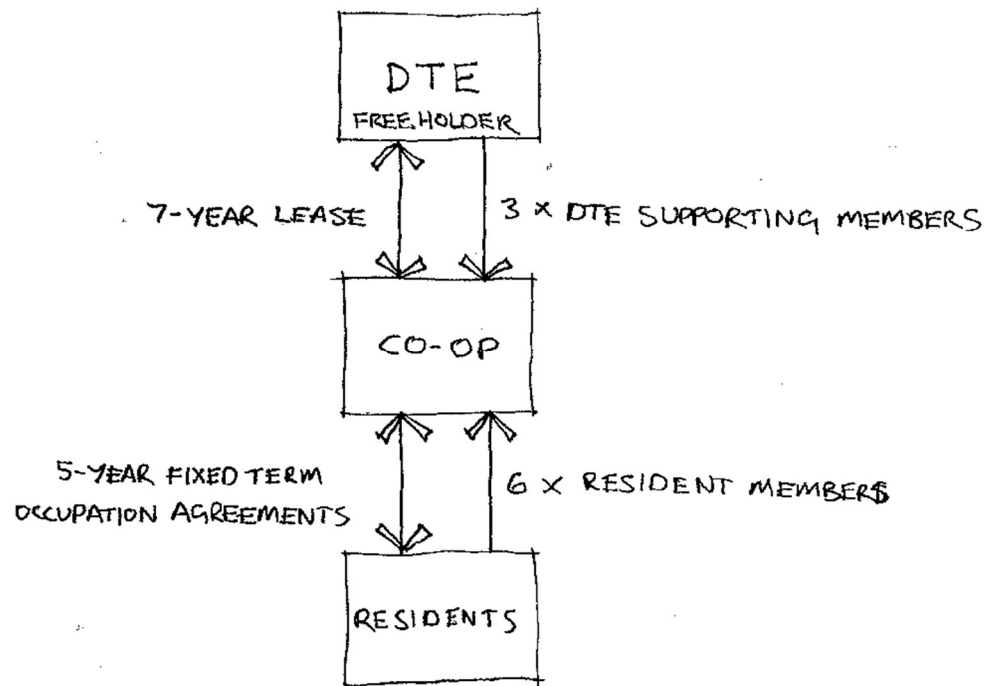 DTE
FREEHOLDER
7-YEAR LEASE
3 X DTE SUPPORTING MEMBERS
CO-OP
5-YEAR FIXED TERM
OCCUPATION AGREEMENTS
6 X RESIDENT MEMBERS
RESIDENTS